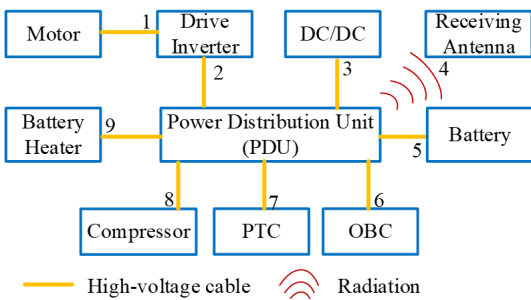 Motor
1
Drive
Inverter
DC/DC
Receiving
Antenna
2
3
4
Battery
Heater
9
Power Distribution Unit
(PDU)
5
Battery
8
7
6
Compressor
PTC
OBC
High-voltage cable
Radiation